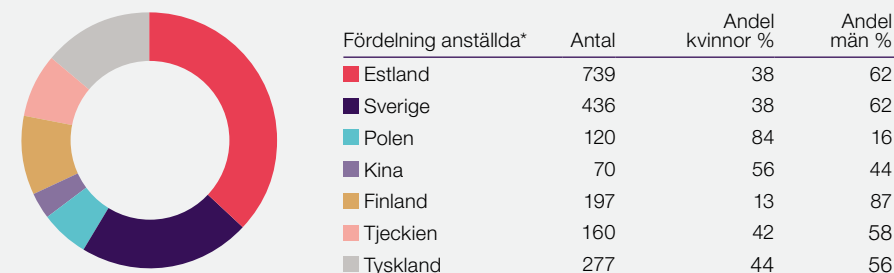 Fördelning anställda* Antal Andel kvinnor % Andel män %
Estland 739 38 62
Sverige 436 38 62
Polen 120 84 16
Kina 70 56 44
Finland 197 13 87
Tjeckien 160 42 58
Tyskland 277 44 56